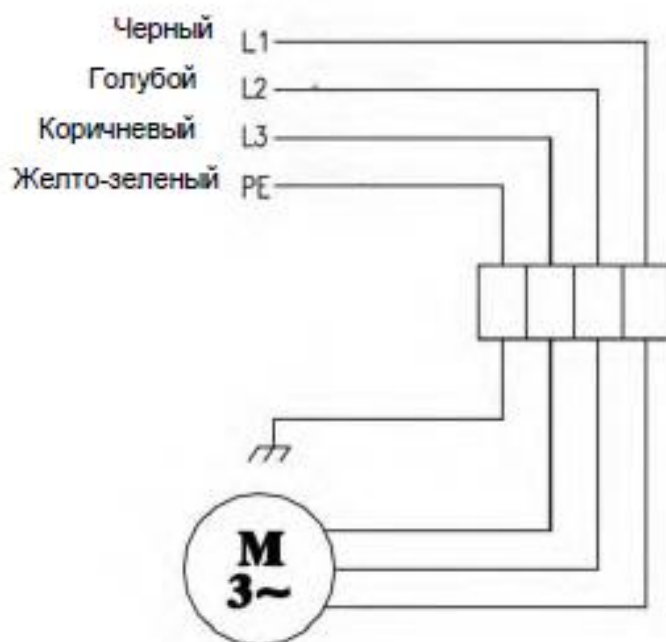 Черный L1
Голубой L2
Коричневый L3
Желто-зеленый PE
M
3~